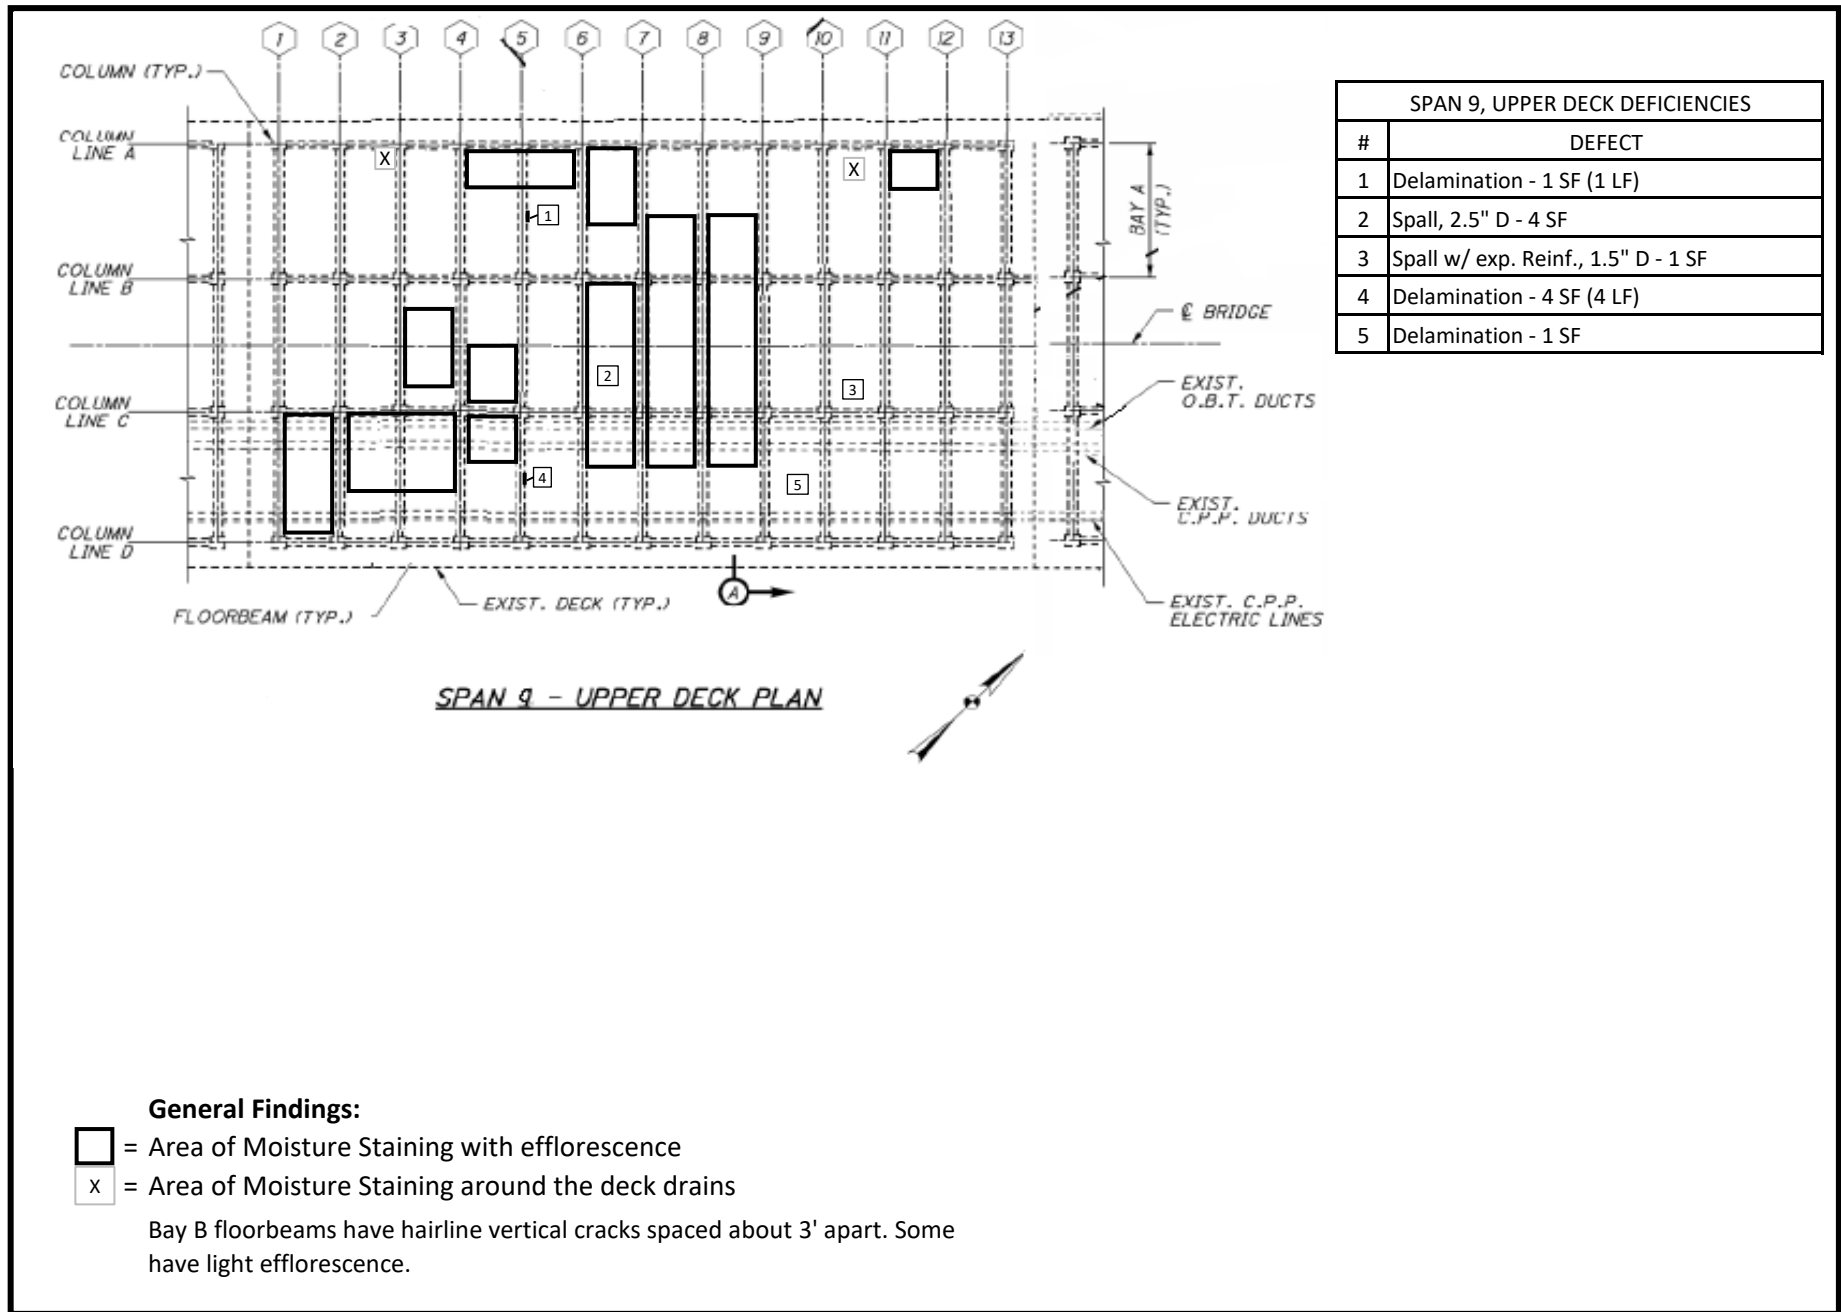 1 2 3 4 5 6 7 8 9 10 11 12 13
COLUMN (TYP.)
COLUMN
LINE A
X
X
1
BAY A
(TYP.)
COLUMN
LINE B
℄ BRIDGE
2
3
EXIST.
O.B.T. DUCTS
COLUMN
LINE C
4
5
EXIST.
C.P.P. DUCTS
COLUMN
LINE D
A
EXIST. DECK (TYP.)
FLOORBEAM (TYP.)
EXIST. C.P.P.
ELECTRIC LINES
SPAN 9 - UPPER DECK PLAN
SPAN 9, UPPER DECK DEFICIENCIES
# DEFECT
1 Delamination - 1 SF (1 LF)
2 Spall, 2.5" D - 4 SF
3 Spall w/ exp. Reinf., 1.5" D - 1 SF
4 Delamination - 4 SF (4 LF)
5 Delamination - 1 SF
General Findings:
= Area of Moisture Staining with efflorescence
X = Area of Moisture Staining around the deck drains
Bay B floorbeams have hairline vertical cracks spaced about 3' apart. Some
have light efflorescence.